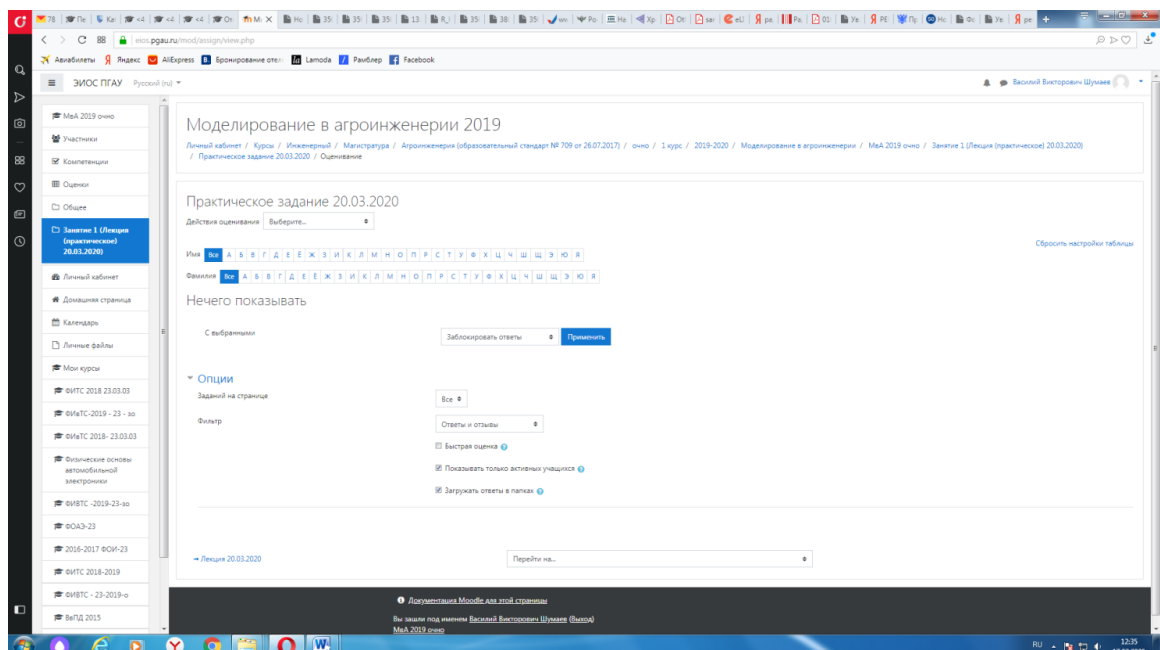 eios.pgau.ru/mod/assign/view.php
Авиабилеты Яндекс AliExpress Бронирование отел Lamoda Рамблер Facebook
ЭИОС ПГАУ Русский (ru)
Василий Викторович Шумаев
МвА 2019 очно
Участники
Компетенции
Оценки
Общее
Занятие 1 (Лекция
(практическое)
20.03.2020)
Личный кабинет
Домашняя страница
Календарь
Личные файлы
Мои курсы
ФИТС 2018 23.03.03
ФИвТС-2019 - 23 - зо
ФИвТС 2018- 23.03.03
Физические основы
автомобильной
электроники
ФИВТС -2019-23-зо
ФОАЭ-23
2016-2017 ФОИ-23
ФИТС 2018-2019
ФИВТС - 23-2019-о
ВвПД 2015
Моделирование в агроинженерии 2019
Личный кабинет / Курсы / Инженерный / Магистратура / Агроинженерия (образовательный стандарт № 709 от 26.07.2017) / очно / 1 курс / 2019-2020 / Моделирование в агроинженерии / МвА 2019 очно / Занятие 1 (Лекция (практическое) 20.03.2020)
/ Практическое задание 20.03.2020 / Оценивание
Практическое задание 20.03.2020
Действия оценивания Выберите...
Сбросить настройки таблицы
Имя Все А Б В Г Д Е Ё Ж З И К Л М Н О П Р С Т У Ф Х Ц Ч Ш Щ Э Ю Я
Фамилия Все А Б В Г Д Е Ё Ж З И К Л М Н О П Р С Т У Ф Х Ц Ч Ш Щ Э Ю Я
Нечего показывать
С выбранными Заблокировать ответы Применить
Опции
Заданий на странице Все
Фильтр Ответы и отзывы
Быстрая оценка
Показывать только активных учащихся
Загружать ответы в папках
Лекция 20.03.2020 Перейти на...
Документация Moodle для этой страницы
Вы зашли под именем Василий Викторович Шумаев (Выход)
МвА 2019 очно
RU 12:35